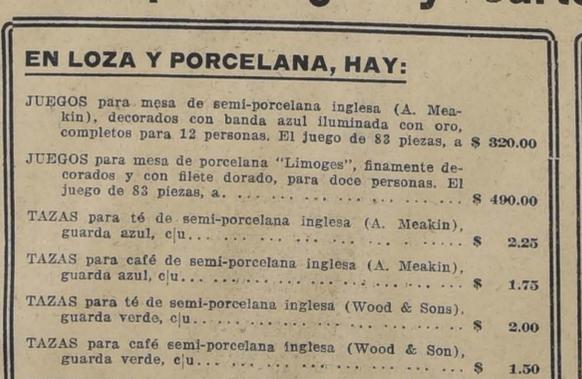 EN LOZA Y PORCELANA, HAY:
JUEGOS para mesa de semi-porcelana inglesa (A. Mea-
kin), decorados con banda azul iluminada con oro,
completos para 12 personas. El juego de 83 piezas, a $ 320.00
JUEGOS para mesa de porcelana "Limoges", finamente de-
corados y con filete dorado, para doce personas. El
juego de 83 piezas, a. . . . . . . . . . . . . . . . . $ 490.00
TAZAS para té de semi-porcelana inglesa (A. Meakin),
guarda azul, c|u. . . . . . . . . . . . . . . . . . . $ 2.25
TAZAS para café de semi-porcelana inglesa (A. Meakin),
guarda azul, c|u. . . . . . . . . . . . . . . . . . . $ 1.75
TAZAS para té de semi-porcelana inglesa (Wood & Sons),
guarda verde, c|u. . . . . . . . . . . . . . . . . . . $ 2.00
TAZAS para café semi-porcelana inglesa (Wood & Son),
guarda verde, c|u. . . . . . . . . . . . . . . . . . . $ 1.50